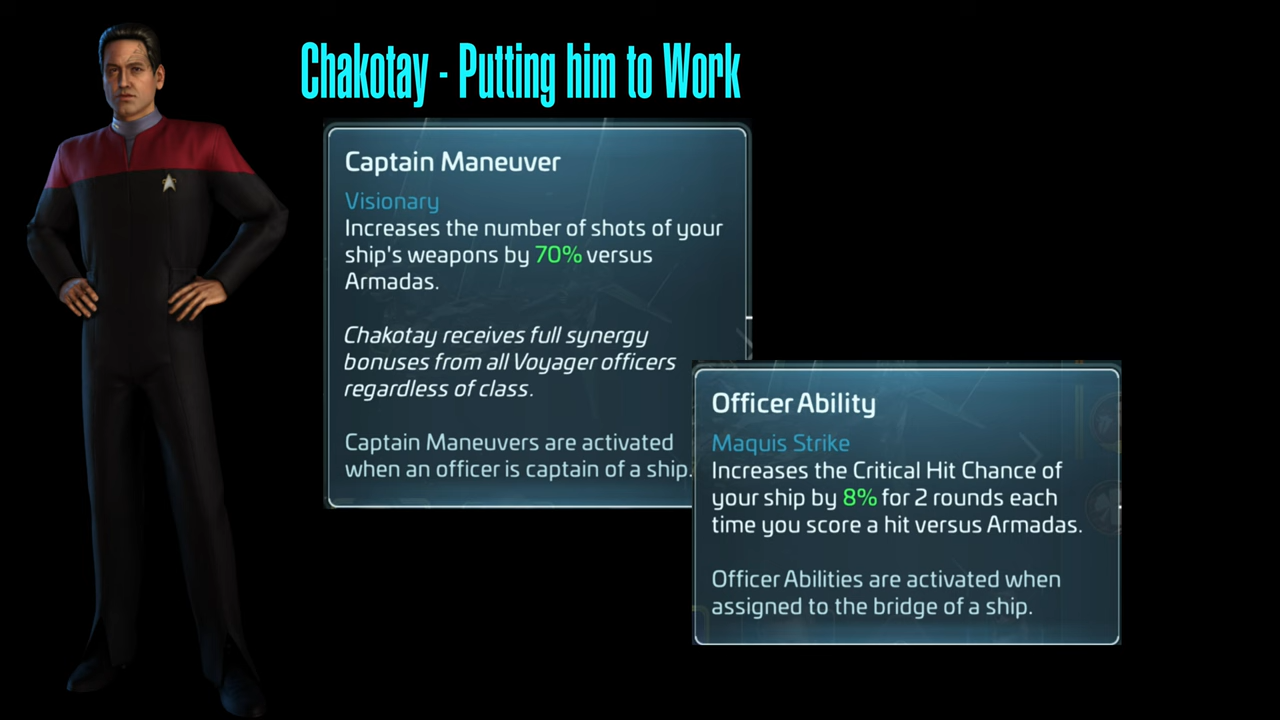 Chakotay - Putting him to Work
Captain Maneuver
Visionary
Increases the number of shots of your
ship's weapons by 70% versus
Armadas.
Chakotay receives full synergy
bonuses from all Voyager officers
regardless of class.
Captain Maneuvers are activated
when an officer is captain of a ship.
Officer Ability
Maquis Strike
Increases the Critical Hit Chance of
your ship by 8% for 2 rounds each
time you score a hit versus Armadas.
Officer Abilities are activated when
assigned to the bridge of a ship.